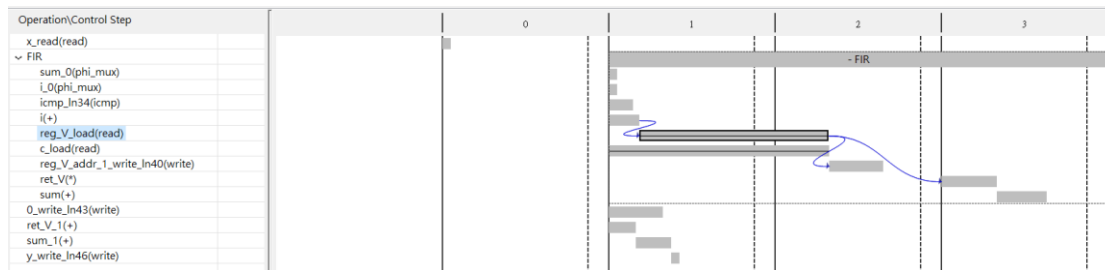 Operation\Control Step
0
1
2
3
x_read(read)
FIR
- FIR
sum_0(phi_mux)
i_0(phi_mux)
icmp_ln34(icmp)
i(+)
reg_V_load(read)
c_load(read)
reg_V_addr_1_write_ln40(write)
ret_V(*)
sum(+)
0_write_ln43(write)
ret_V_1(+)
sum_1(+)
y_write_ln46(write)